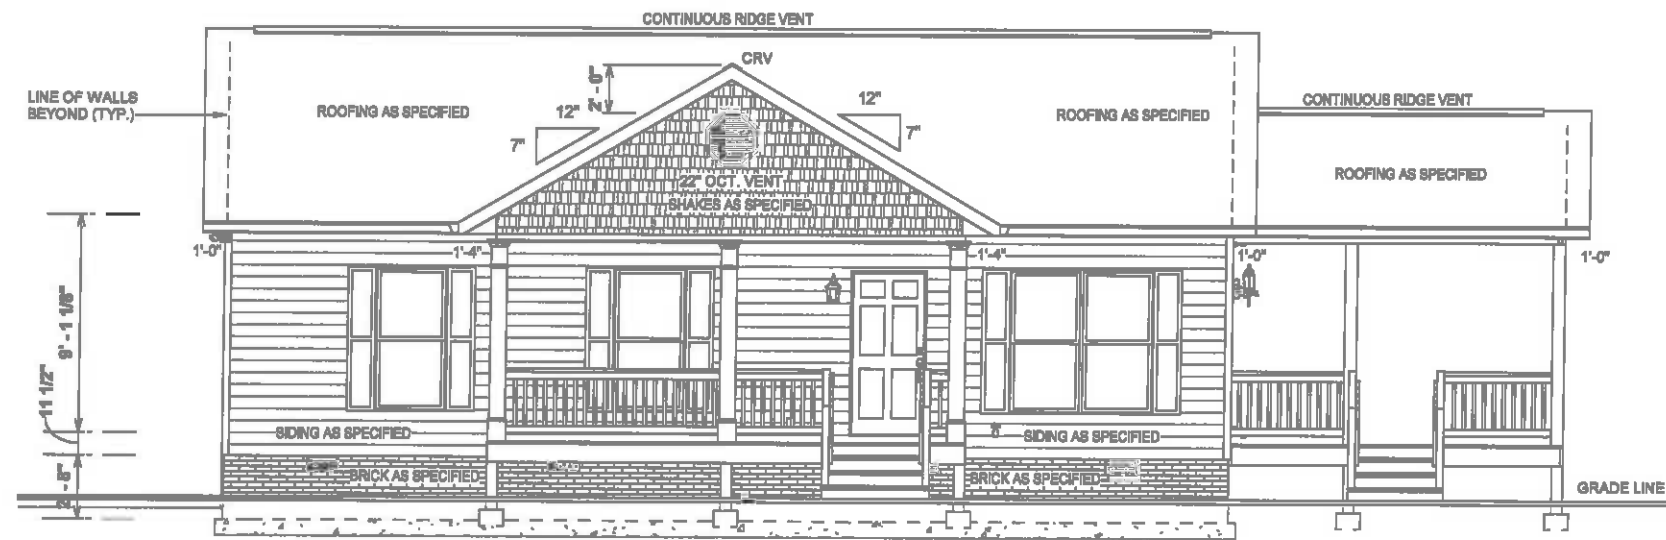 CONTINUOUS RIDGE VENT
CRV
2' - 0"
LINE OF WALLS
BEYOND (TYP.)
ROOFING AS SPECIFIED
12"
7"
12"
7"
ROOFING AS SPECIFIED
CONTINUOUS RIDGE VENT
ROOFING AS SPECIFIED
22" OCT. VENT
SHAKES AS SPECIFIED
1'-0"
1'-4"
1'-4"
1'-0"
1'-0"
9' - 1 1/8"
11 1/2"
SIDING AS SPECIFIED
SIDING AS SPECIFIED
BRICK AS SPECIFIED
BRICK AS SPECIFIED
GRADE LINE